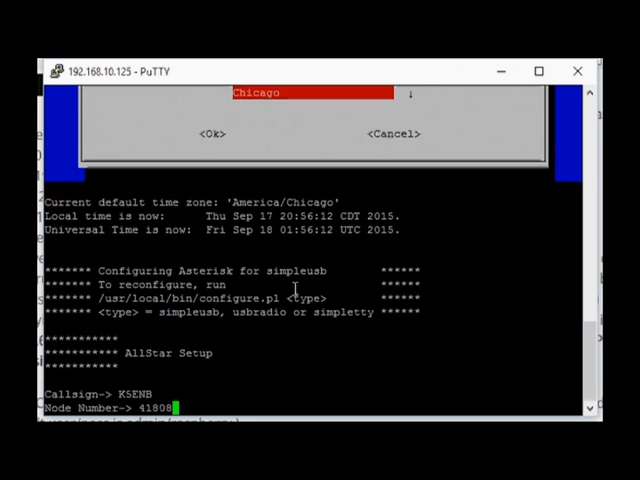 192.168.10.125 - PuTTY
Chicago
<Ok> <Cancel>
Current default time zone: 'America/Chicago'
Local time is now: Thu Sep 17 20:56:12 CDT 2015.
Universal Time is now: Fri Sep 18 01:56:12 UTC 2015.
******* Configuring Asterisk for simpleusb ******
******* To reconfigure, run ******
******* /usr/local/bin/configure.pl <type> ******
******* <type> = simpleusb, usbradio or simpletty ******
***********
*********** AllStar Setup
***********
Callsign-> K5ENB
Node Number-> 41808